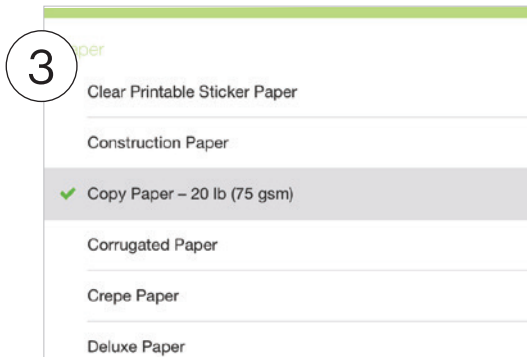 3
Paper
Clear Printable Sticker Paper
Construction Paper
Copy Paper – 20 lb (75 gsm)
Corrugated Paper
Crepe Paper
Deluxe Paper